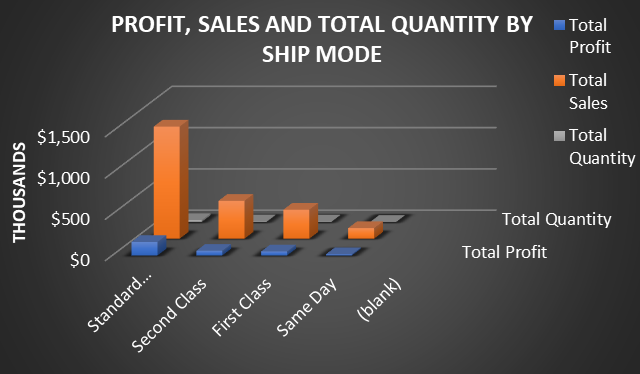 PROFIT, SALES AND TOTAL QUANTITY BY
SHIP MODE
Total
Profit
Total
Sales
Total
Quantity
THOUSANDS
$1,500
$1,000
$500
$0
Total Quantity
Total Profit
Standard...
Second Class
First Class
Same Day
(blank)